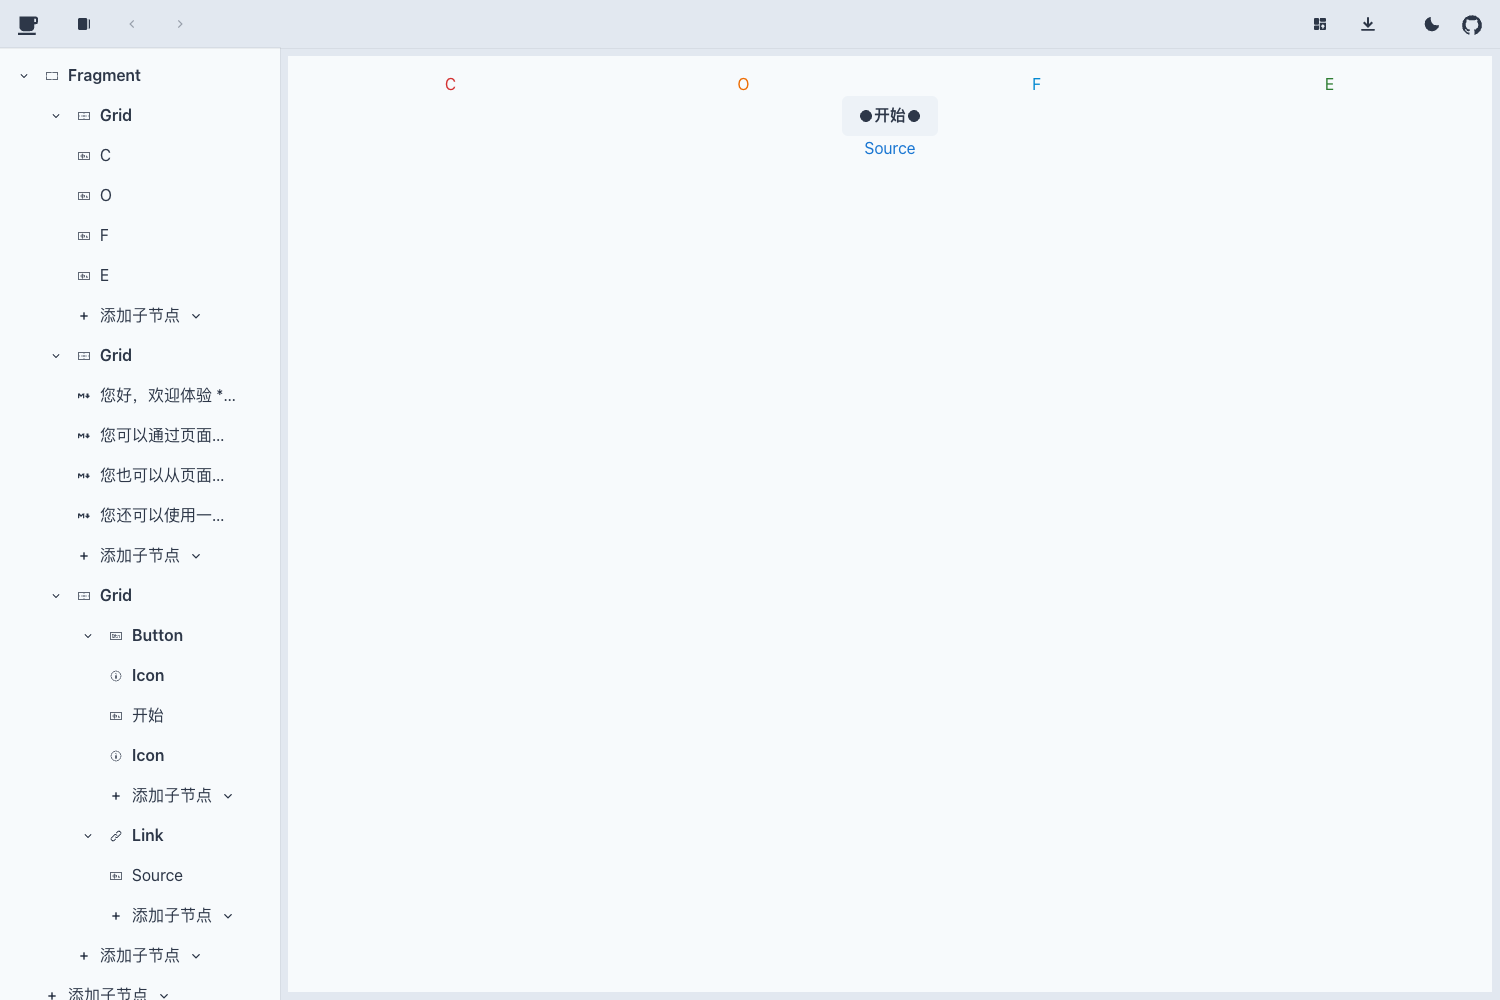 Fragment
Grid
C
O
F
E
添加子节点
Grid
您好，欢迎体验 *...
您可以通过页面...
您也可以从页面...
您还可以使用一...
添加子节点
Grid
Button
Icon
开始
Icon
添加子节点
Link
Source
添加子节点
添加子节点
添加子节点
C O F E
开始
Source